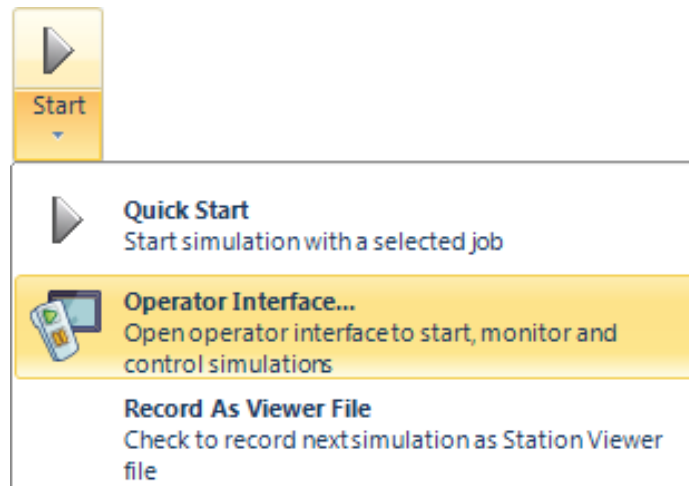 Start
Quick Start
Start simulation with a selected job
Operator Interface...
Open operator interface to start, monitor and
control simulations
Record As Viewer File
Check to record next simulation as Station Viewer
file